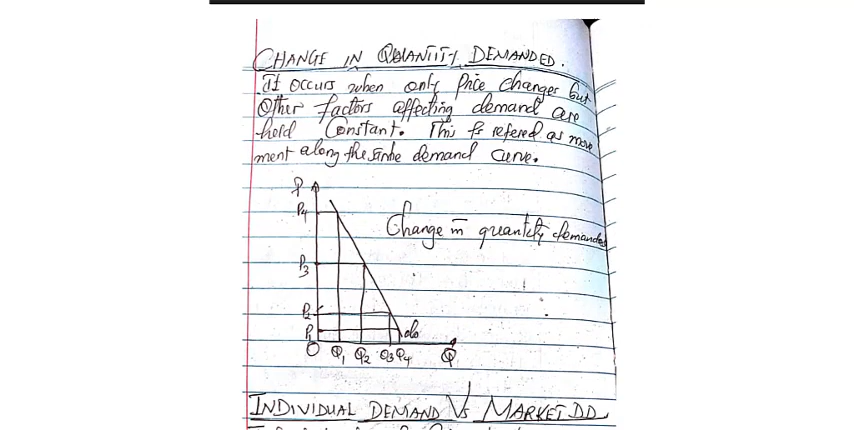 CHANGE IN QUANTITY DEMANDED.
It occurs when only Price changes but
Other factors affecting demand are
held Constant. This is refered as move
ment along the same demand curve.
P
P4
Change in quantity demanded
P3
P2
P1
do
O Q1 Q2 Q3 Q4 Q
INDIVIDUAL DEMAND Vs MARKET DD